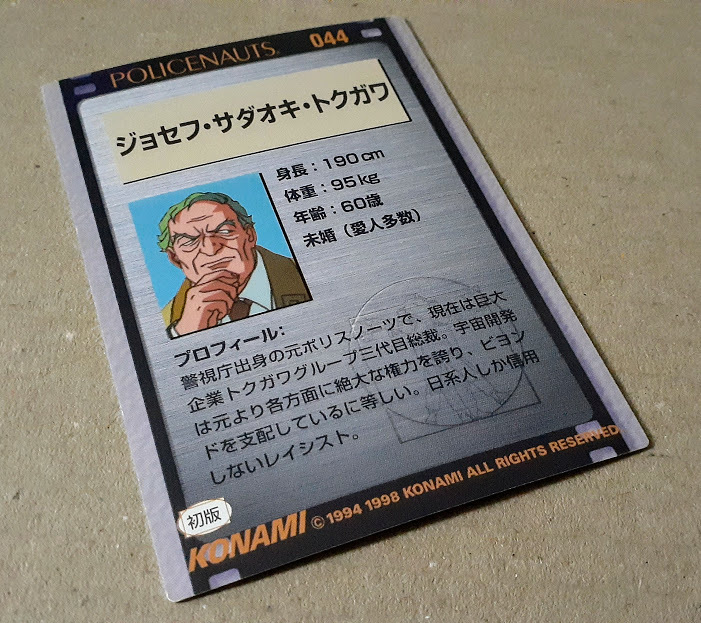 POLICENAUTS. 044
ジョセフ・サダオキ・トクガワ
身長：190cm
体重：95kg
年齢：60歳
未婚（愛人多数）
プロフィール：
警視庁出身の元ポリスノーツで、現在は巨大
企業トクガワグループ三代目総裁。宇宙開発
は元より各方面に絶大な権力を誇り、ビヨン
ドを支配しているに等しい。日系人しか信用
しないレイシスト。
初版
KONAMI ©1994 1998 KONAMI ALL RIGHTS RESERVED